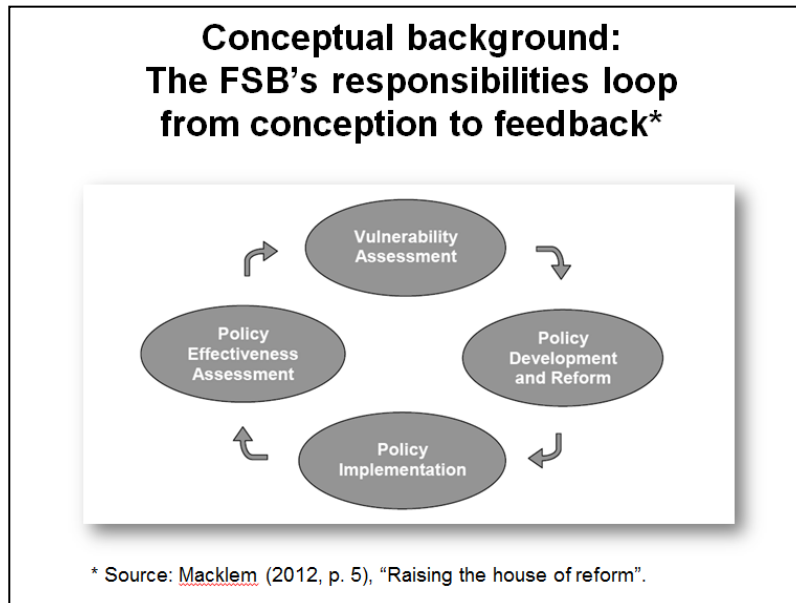 Conceptual background:
The FSB's responsibilities loop
from conception to feedback*
Vulnerability
Assessment
Policy
Effectiveness
Assessment
Policy
Development
and Reform
Policy
Implementation
* Source: Macklem (2012, p. 5), “Raising the house of reform”.